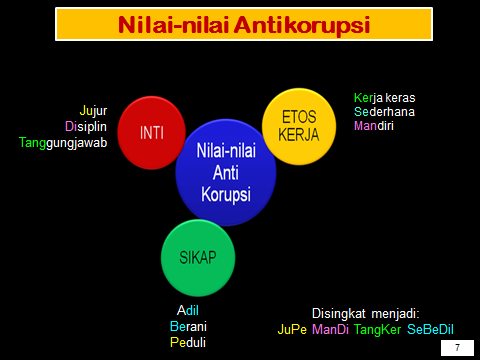 Nilai-nilai Antikorupsi
Jujur
Disiplin
Tanggungjawab
INTI
Nilai-nilai
Anti
Korupsi
ETOS
KERJA
Kerja keras
Sederhana
Mandiri
SIKAP
Adil
Berani
Peduli
Disingkat menjadi:
JuPe ManDi TangKer SeBeDil
7